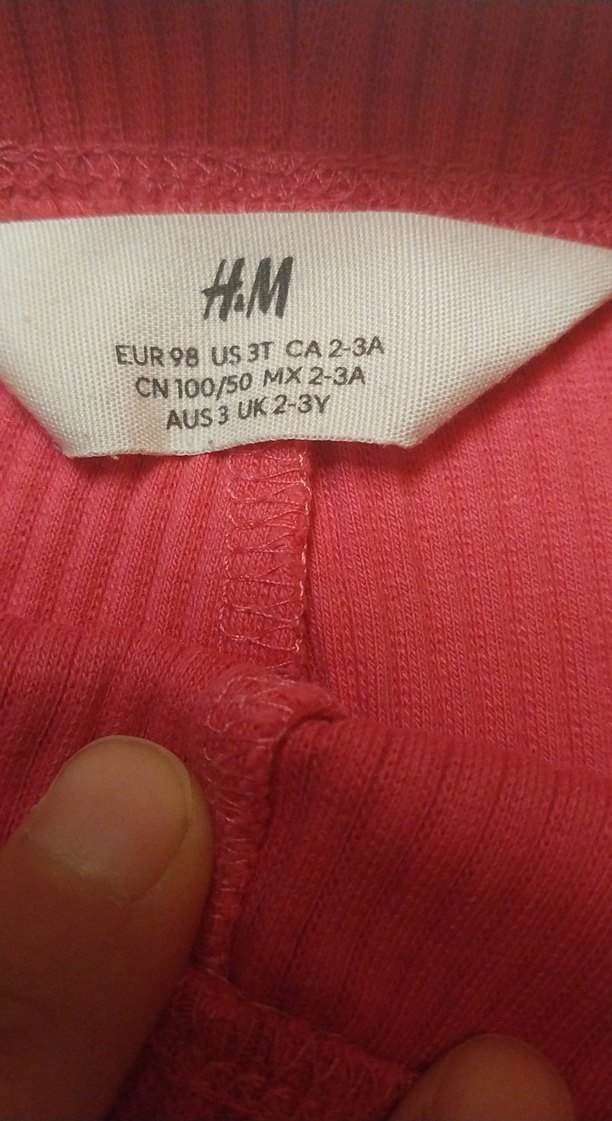 H&M
EUR 98 US 3T CA 2-3A
CN 100/50 MX 2-3A
AUS 3 UK 2-3Y